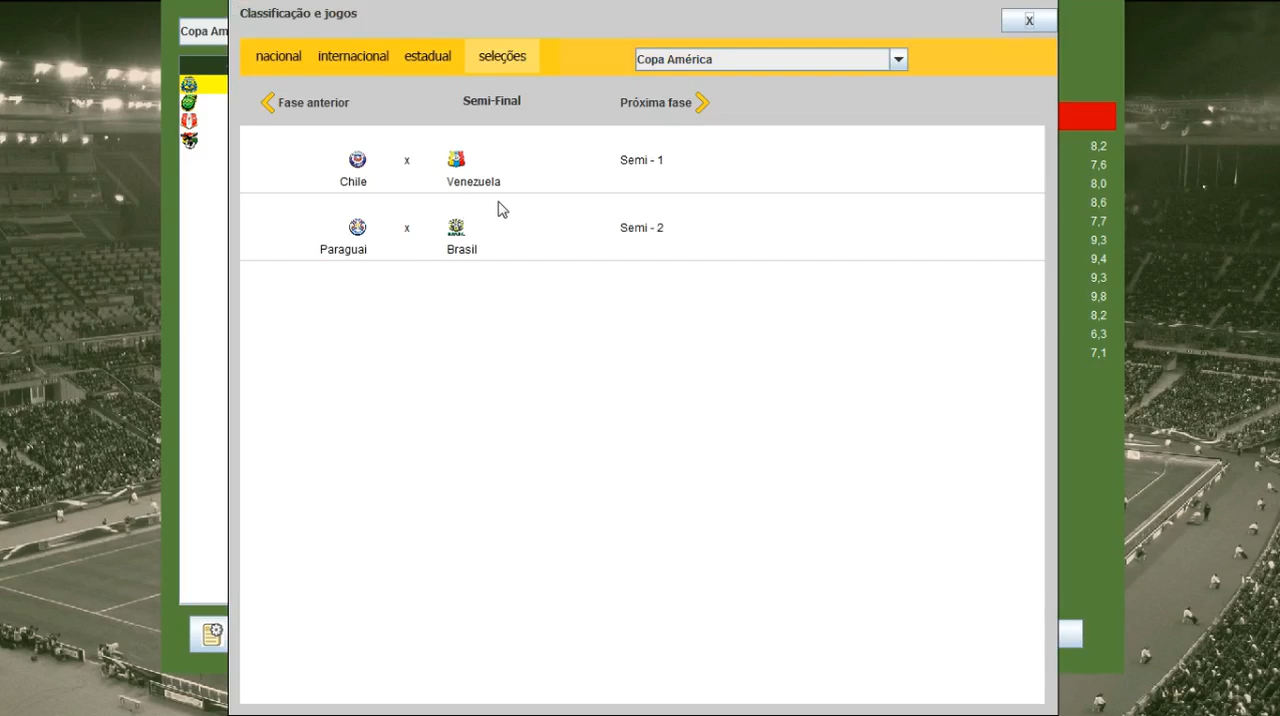 Classificação e jogos
X
Copa Am
nacional internacional estadual seleções Copa América
Fase anterior Semi-Final Próxima fase
x Semi - 1
Chile Venezuela
x Semi - 2
Paraguai Brasil
8,2
7,6
8,0
8,6
7,7
9,3
9,4
9,3
9,8
8,2
6,3
7,1